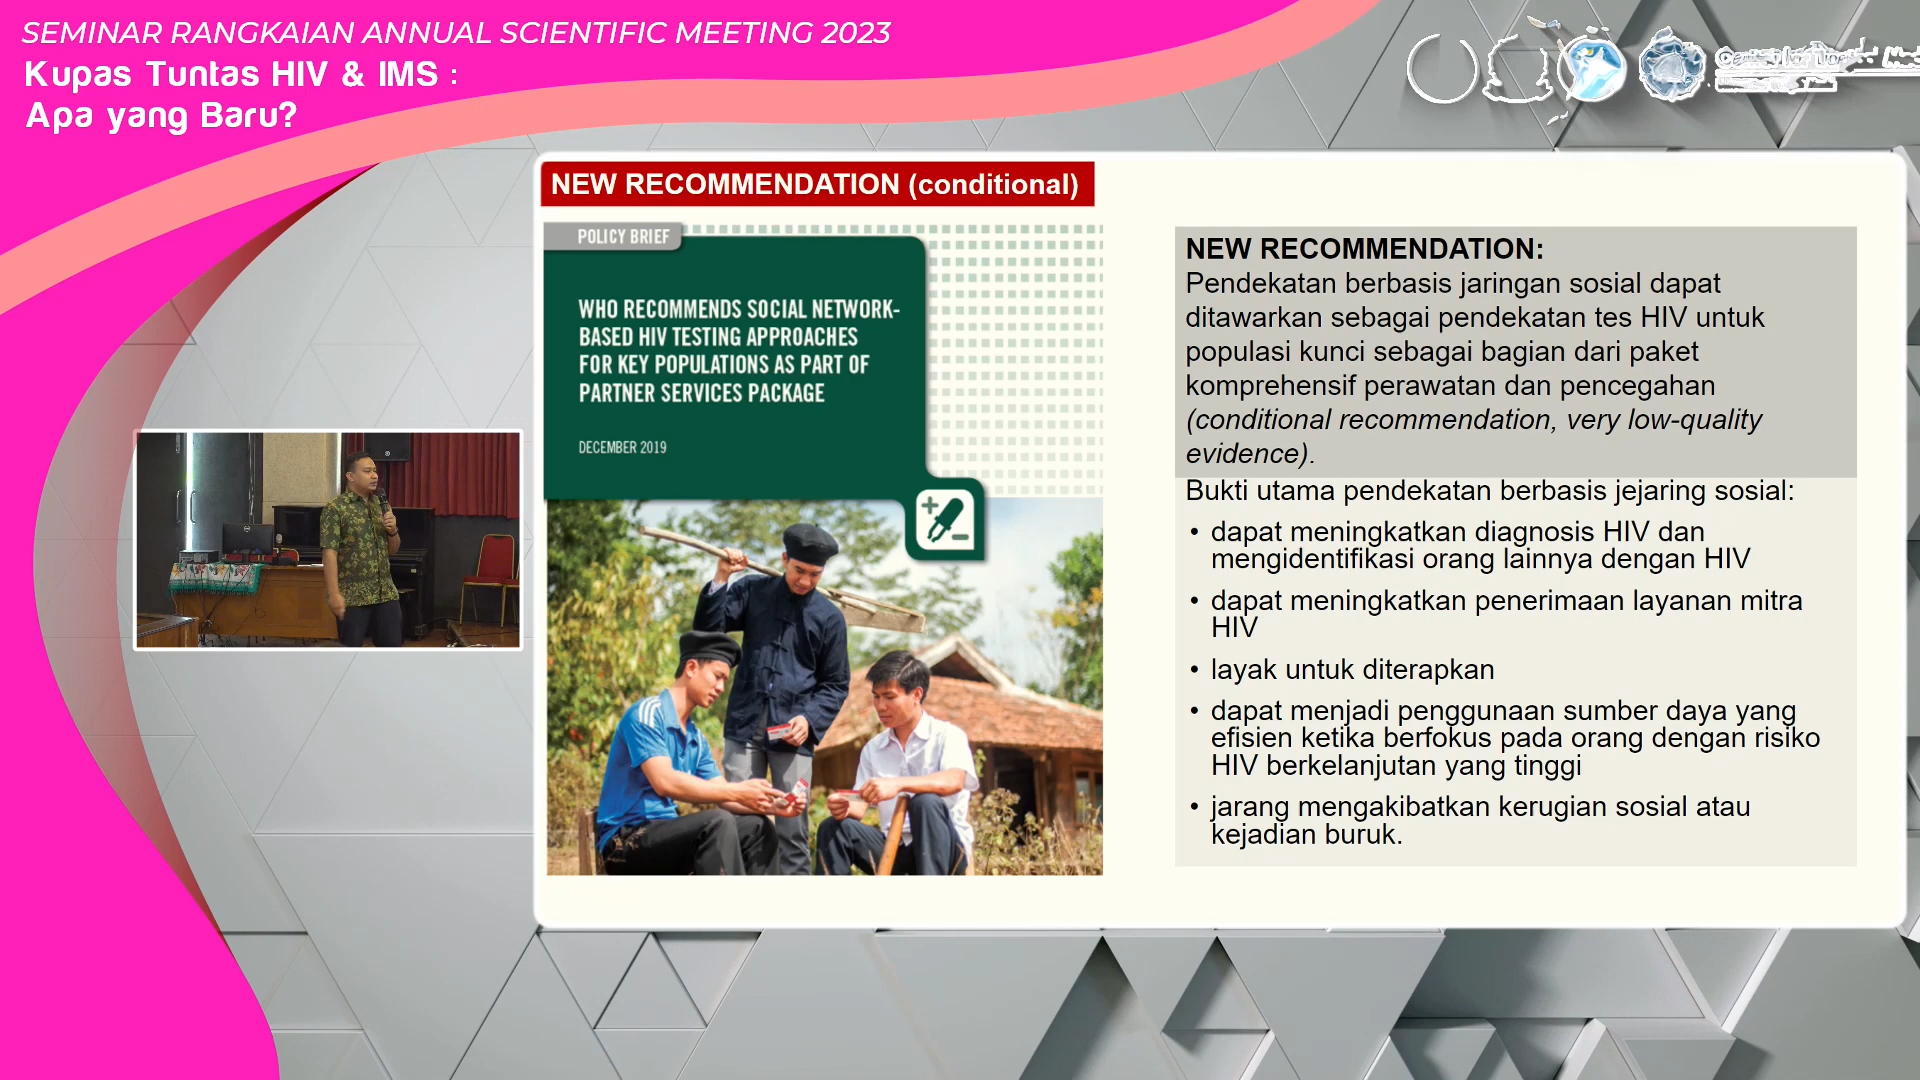 SEMINAR RANGKAIAN ANNUAL SCIENTIFIC MEETING 2023
Kupas Tuntas HIV & IMS :
Apa yang Baru?
NEW RECOMMENDATION (conditional)
POLICY BRIEF
WHO RECOMMENDS SOCIAL NETWORK-
BASED HIV TESTING APPROACHES
FOR KEY POPULATIONS AS PART OF
PARTNER SERVICES PACKAGE
DECEMBER 2019
NEW RECOMMENDATION:
Pendekatan berbasis jaringan sosial dapat
ditawarkan sebagai pendekatan tes HIV untuk
populasi kunci sebagai bagian dari paket
komprehensif perawatan dan pencegahan
(conditional recommendation, very low-quality
evidence).
Bukti utama pendekatan berbasis jejaring sosial:
• dapat meningkatkan diagnosis HIV dan
mengidentifikasi orang lainnya dengan HIV
• dapat meningkatkan penerimaan layanan mitra
HIV
• layak untuk diterapkan
• dapat menjadi penggunaan sumber daya yang
efisien ketika berfokus pada orang dengan risiko
HIV berkelanjutan yang tinggi
• jarang mengakibatkan kerugian sosial atau
kejadian buruk.